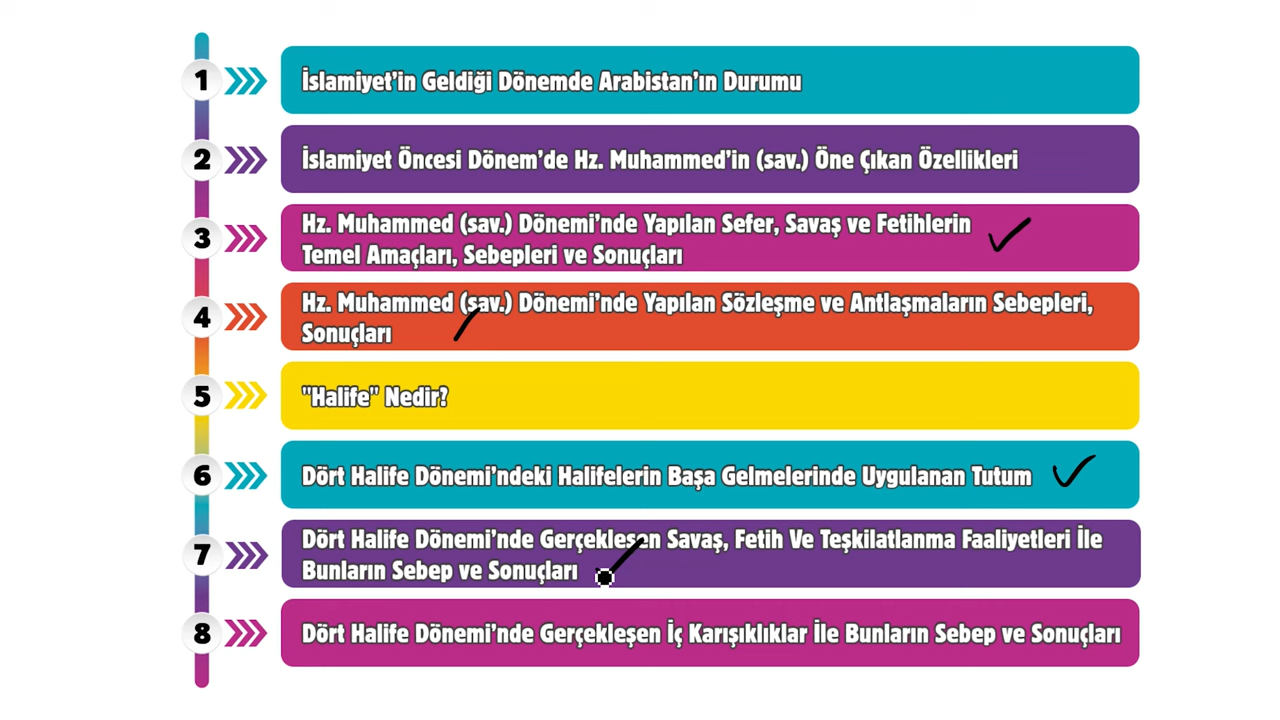 1 İslamiyet'in Geldiği Dönemde Arabistan'ın Durumu
2 İslamiyet Öncesi Dönem'de Hz. Muhammed'in (sav.) Öne Çıkan Özellikleri
3 Hz. Muhammed (sav.) Dönemi'nde Yapılan Sefer, Savaş ve Fetihlerin
Temel Amaçları, Sebepleri ve Sonuçları
4 Hz. Muhammed (sav.) Dönemi'nde Yapılan Sözleşme ve Antlaşmaların Sebepleri,
Sonuçları
5 "Halife" Nedir?
6 Dört Halife Dönemi'ndeki Halifelerin Başa Gelmelerinde Uygulanan Tutum
7 Dört Halife Dönemi'nde Gerçekleşen Savaş, Fetih Ve Teşkilatlanma Faaliyetleri İle
Bunların Sebep ve Sonuçları
8 Dört Halife Dönemi'nde Gerçekleşen İç Karışıklıklar İle Bunların Sebep ve Sonuçları